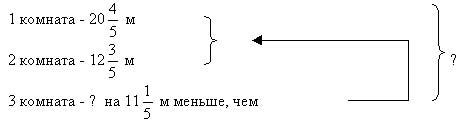 1 комната - 20 4/5 м
2 комната - 12 3/5 м
3 комната - ? на 11 1/5 м меньше, чем
?